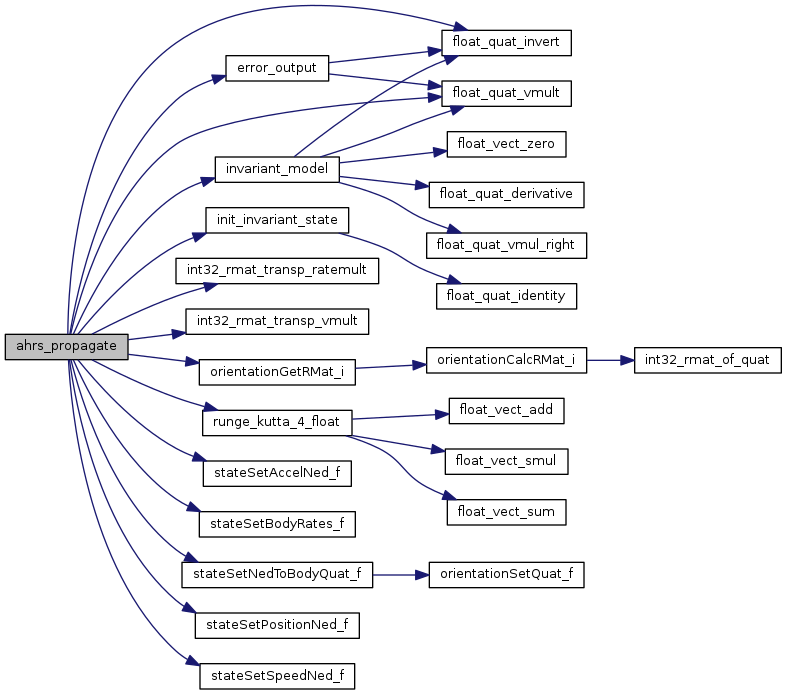 ahrs_propagate
float_quat_invert
error_output
float_quat_vmult
float_vect_zero
invariant_model
float_quat_derivative
init_invariant_state
float_quat_vmul_right
int32_rmat_transp_ratemult
float_quat_identity
int32_rmat_transp_vmult
orientationGetRMat_i
orientationCalcRMat_i
int32_rmat_of_quat
runge_kutta_4_float
float_vect_add
float_vect_smul
stateSetAccelNed_f
float_vect_sum
stateSetBodyRates_f
stateSetNedToBodyQuat_f
orientationSetQuat_f
stateSetPositionNed_f
stateSetSpeedNed_f